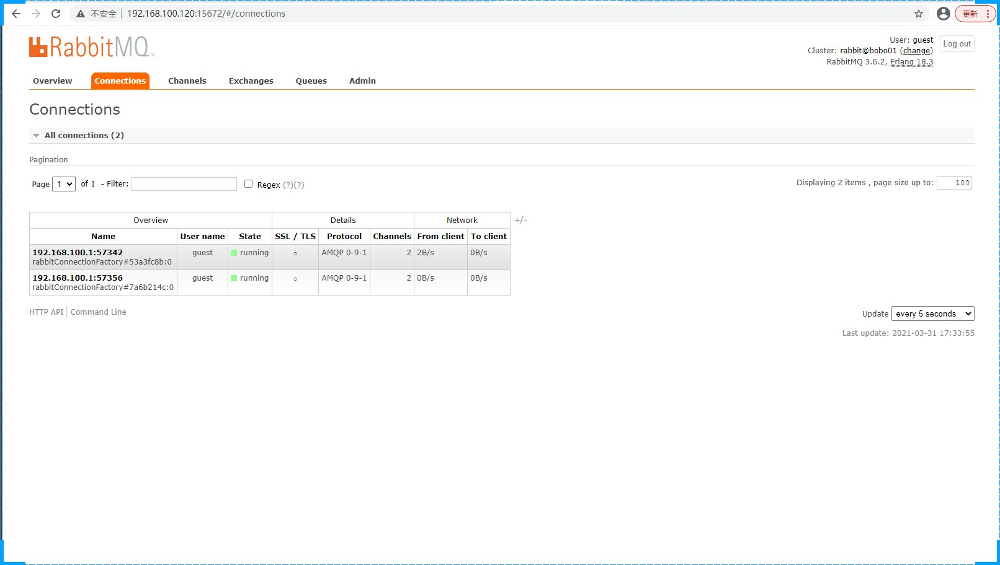 不安全 192.168.100.120:15672/#/connections 更新
RabbitMQ™
User: guest
Log out
Cluster: rabbit@bobo01 (change)
RabbitMQ 3.6.2, Erlang 18.3
Overview Connections Channels Exchanges Queues Admin
Connections
All connections (2)
Pagination
Page 1 of 1 - Filter: Regex (?)(?) Displaying 2 items , page size up to: 100
Overview Details Network +/-
Name User name State SSL / TLS Protocol Channels From client To client
192.168.100.1:57342 guest running ○ AMQP 0-9-1 2 2B/s 0B/s
rabbitConnectionFactory#53a3fc8b:0
192.168.100.1:57356 guest running ○ AMQP 0-9-1 2 0B/s 0B/s
rabbitConnectionFactory#7a6b214c:0
HTTP API Command Line Update every 5 seconds
Last update: 2021-03-31 17:33:55